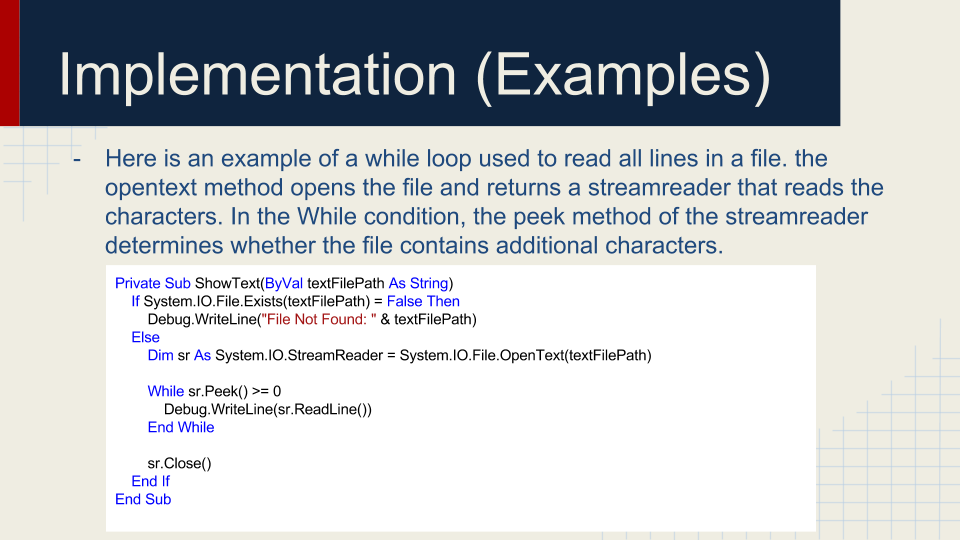 Implementation (Examples)
- Here is an example of a while loop used to read all lines in a file. the
opentext method opens the file and returns a streamreader that reads the
characters. In the While condition, the peek method of the streamreader
determines whether the file contains additional characters.
Private Sub ShowText(ByVal textFilePath As String)
    If System.IO.File.Exists(textFilePath) = False Then
        Debug.WriteLine("File Not Found: " & textFilePath)
    Else
        Dim sr As System.IO.StreamReader = System.IO.File.OpenText(textFilePath)
        While sr.Peek() >= 0
            Debug.WriteLine(sr.ReadLine())
        End While
        sr.Close()
    End If
End Sub